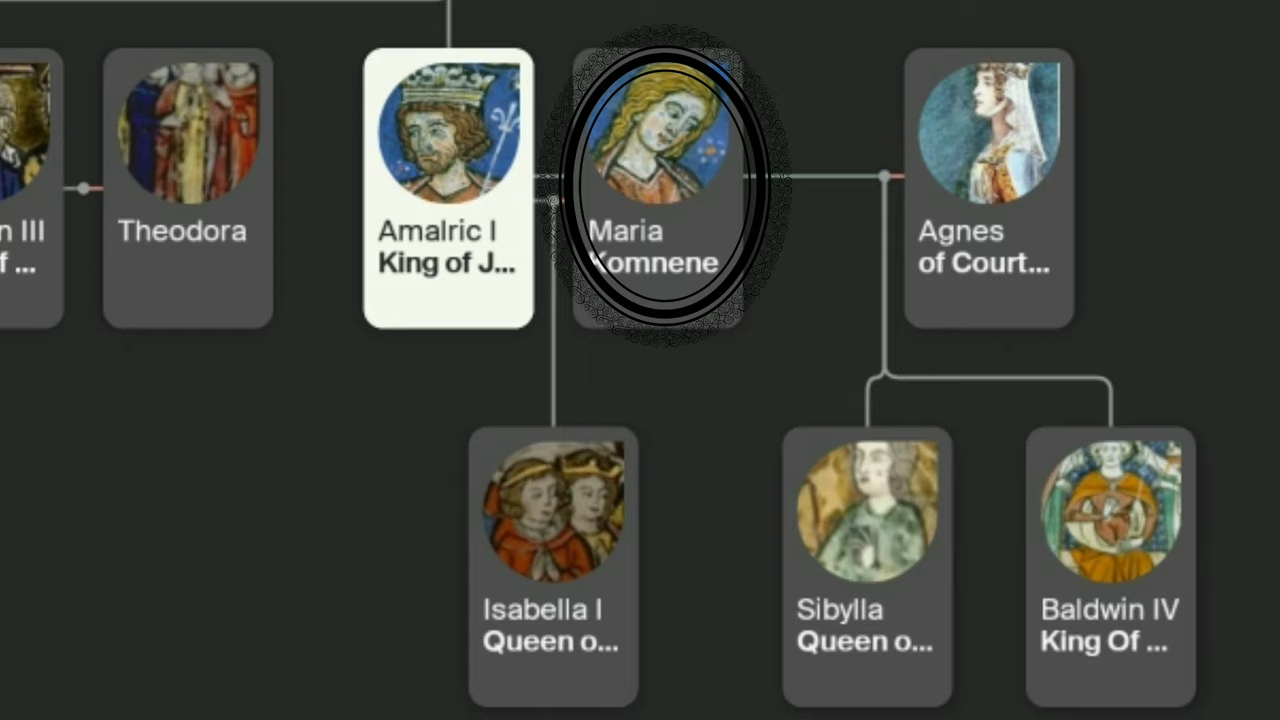 n III
f ...
Theodora
Amalric I
King of J...
Maria
Komnene
Agnes
of Court...
Isabella I
Queen o...
Sibylla
Queen o...
Baldwin IV
King Of ...